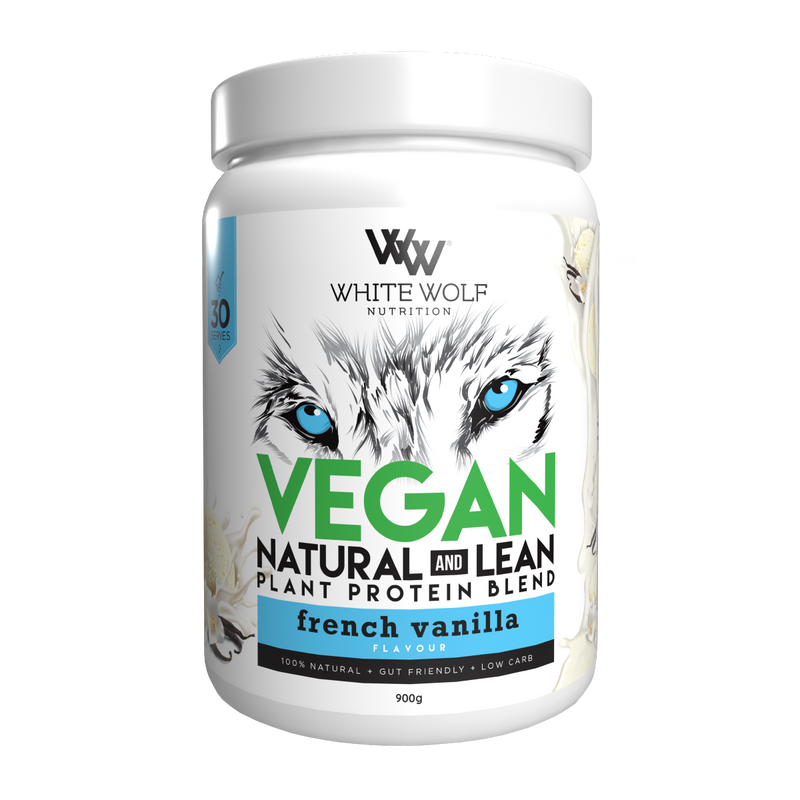 WW®
WHITE WOLF
NUTRITION
30
SERVES
VEGAN
NATURAL AND LEAN
PLANT PROTEIN BLEND
french vanilla
FLAVOUR
100% NATURAL + GUT FRIENDLY + LOW CARB
900g